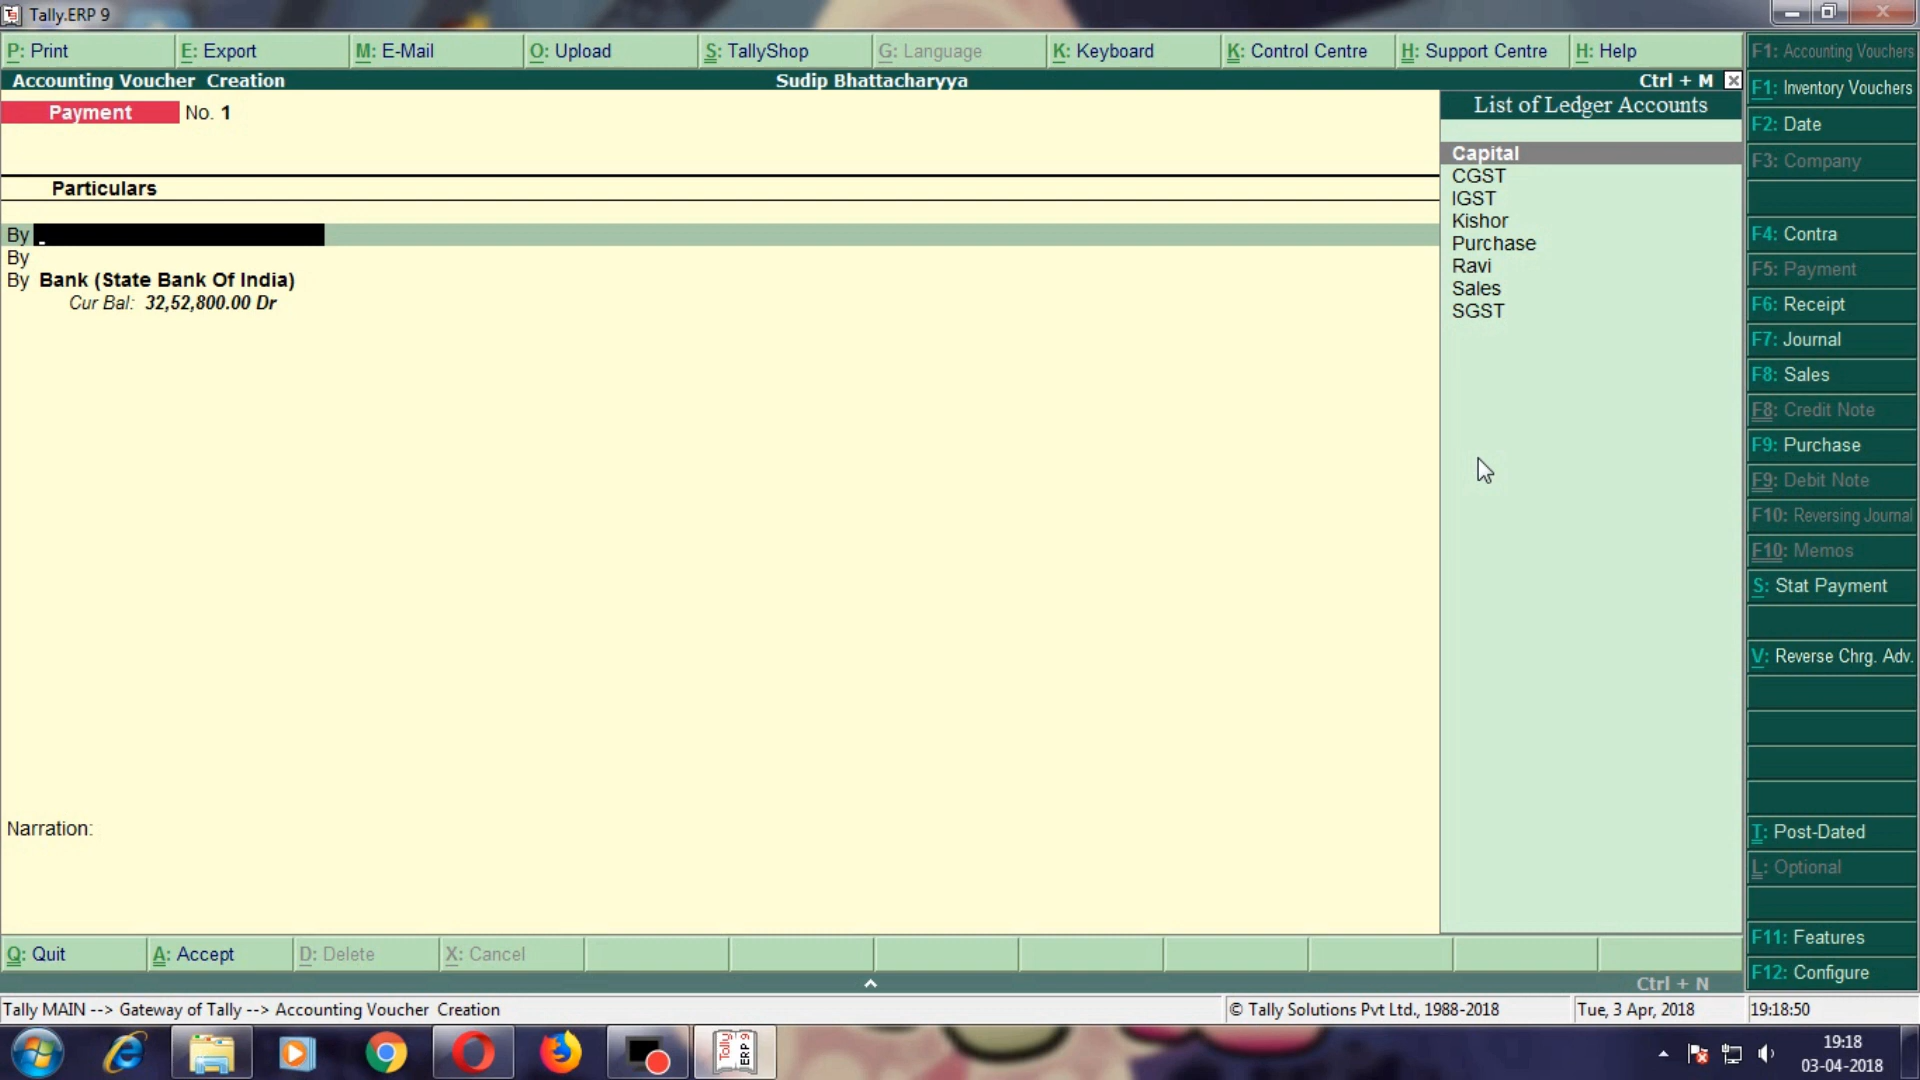 Tally.ERP 9
P: Print E: Export M: E-Mail O: Upload S: TallyShop G: Language K: Keyboard K: Control Centre H: Support Centre H: Help
Accounting Voucher Creation Sudip Bhattacharyya Ctrl + M
Payment No. 1
Particulars
By
By
By Bank (State Bank Of India)
Cur Bal: 32,52,800.00 Dr
Narration:
List of Ledger Accounts
Capital
CGST
IGST
Kishor
Purchase
Ravi
Sales
SGST
F1: Accounting Vouchers
F1: Inventory Vouchers
F2: Date
F3: Company
F4: Contra
F5: Payment
F6: Receipt
F7: Journal
F8: Sales
F8: Credit Note
F9: Purchase
F9: Debit Note
F10: Reversing Journal
F10: Memos
S: Stat Payment
V: Reverse Chrg. Adv.
T: Post-Dated
L: Optional
F11: Features
F12: Configure
Q: Quit A: Accept D: Delete X: Cancel
Ctrl + N
Tally MAIN --> Gateway of Tally --> Accounting Voucher Creation © Tally Solutions Pvt Ltd., 1988-2018 Tue, 3 Apr, 2018 19:18:50
Tally ERP 9
19:18
03-04-2018